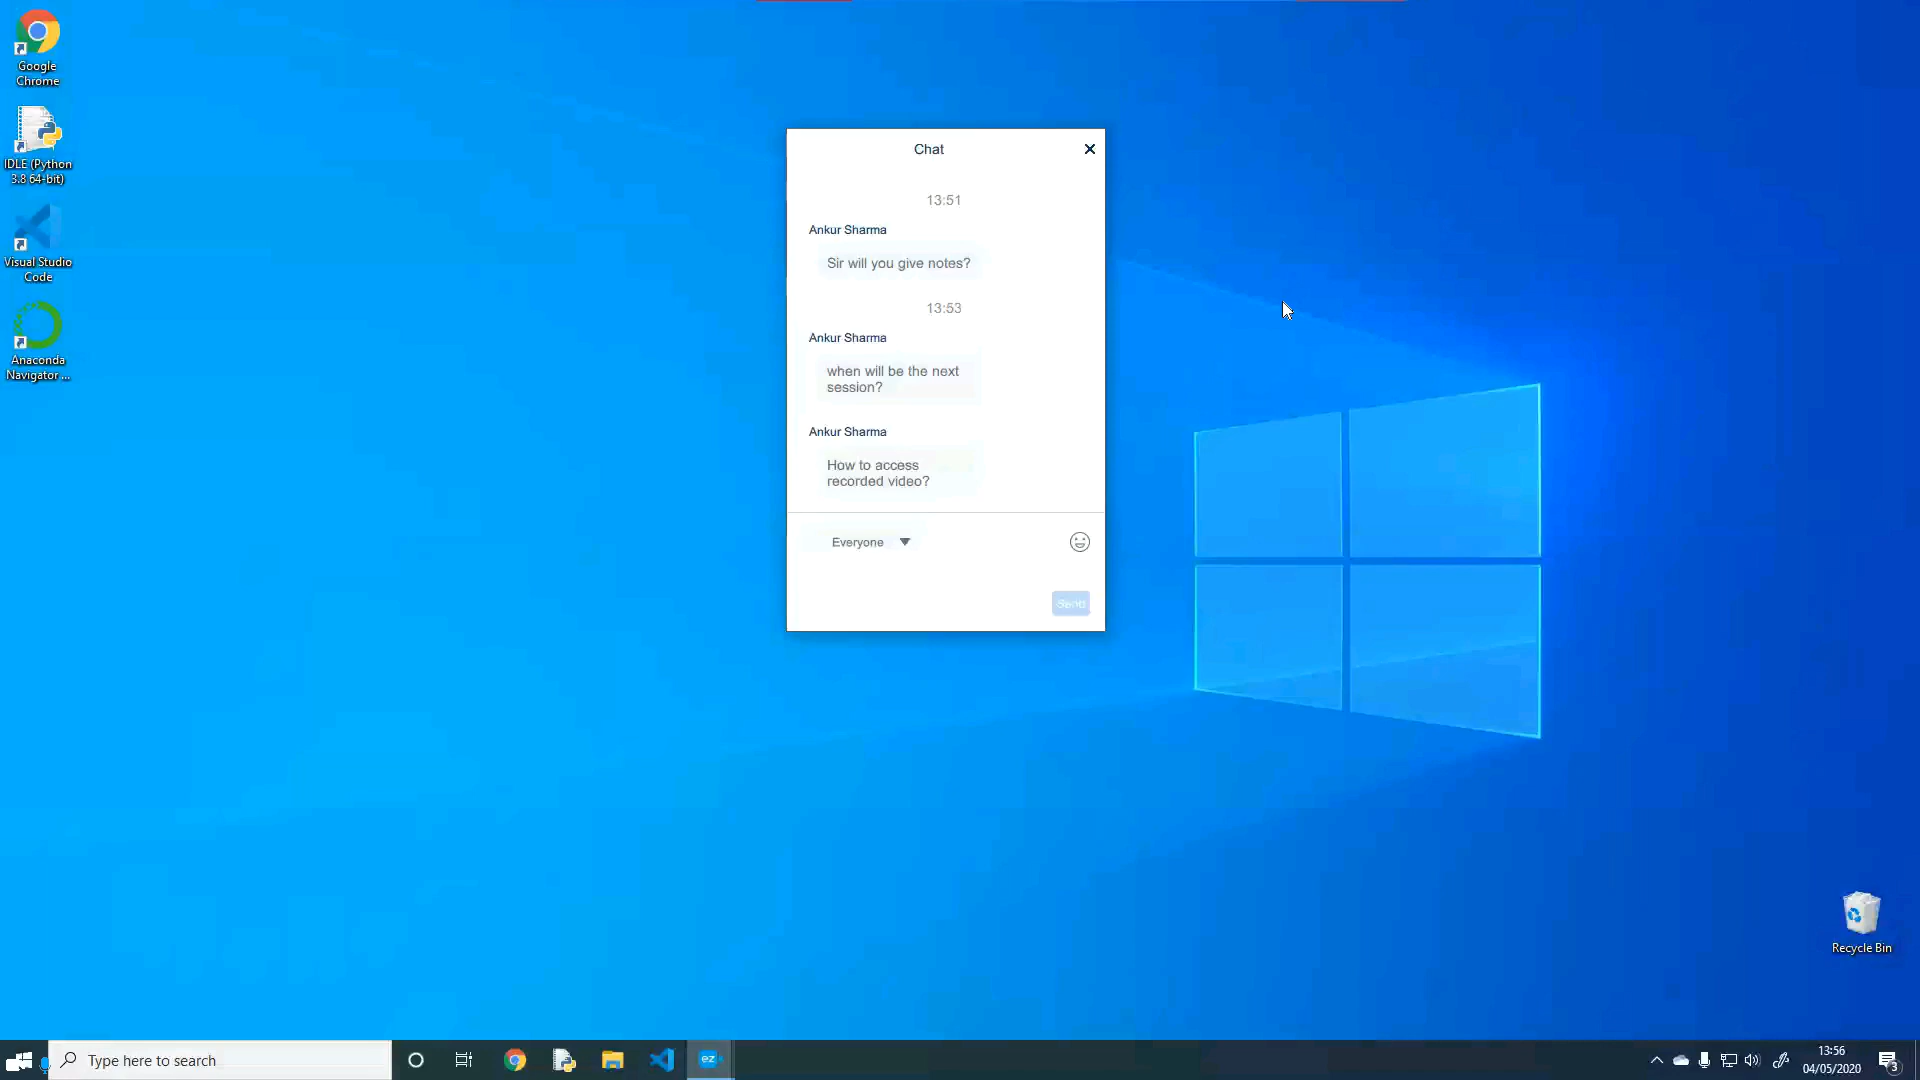 Google
Chrome
IDLE (Python
3.8 64-bit)
Visual Studio
Code
Anaconda
Navigator ...
Chat
13:51
Ankur Sharma
Sir will you give notes?
13:53
Ankur Sharma
when will be the next
session?
Ankur Sharma
How to access
recorded video?
Everyone
Send
Recycle Bin
Type here to search
ez
13:56
04/05/2020
3